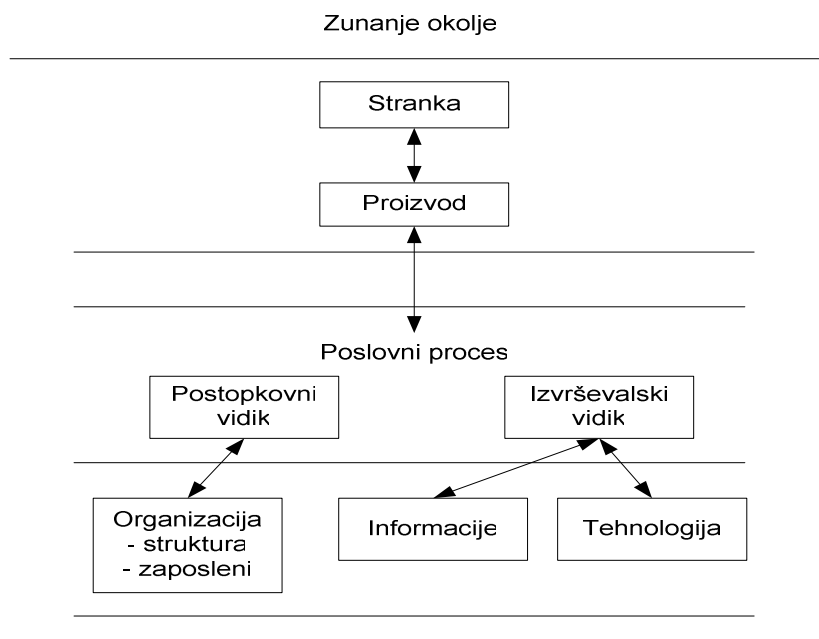 Zunanje okolje
Stranka
Proizvod
Poslovni proces
Postopkovni
vidik
Izvrševalski
vidik
Organizacija
- struktura
- zaposleni
Informacije
Tehnologija